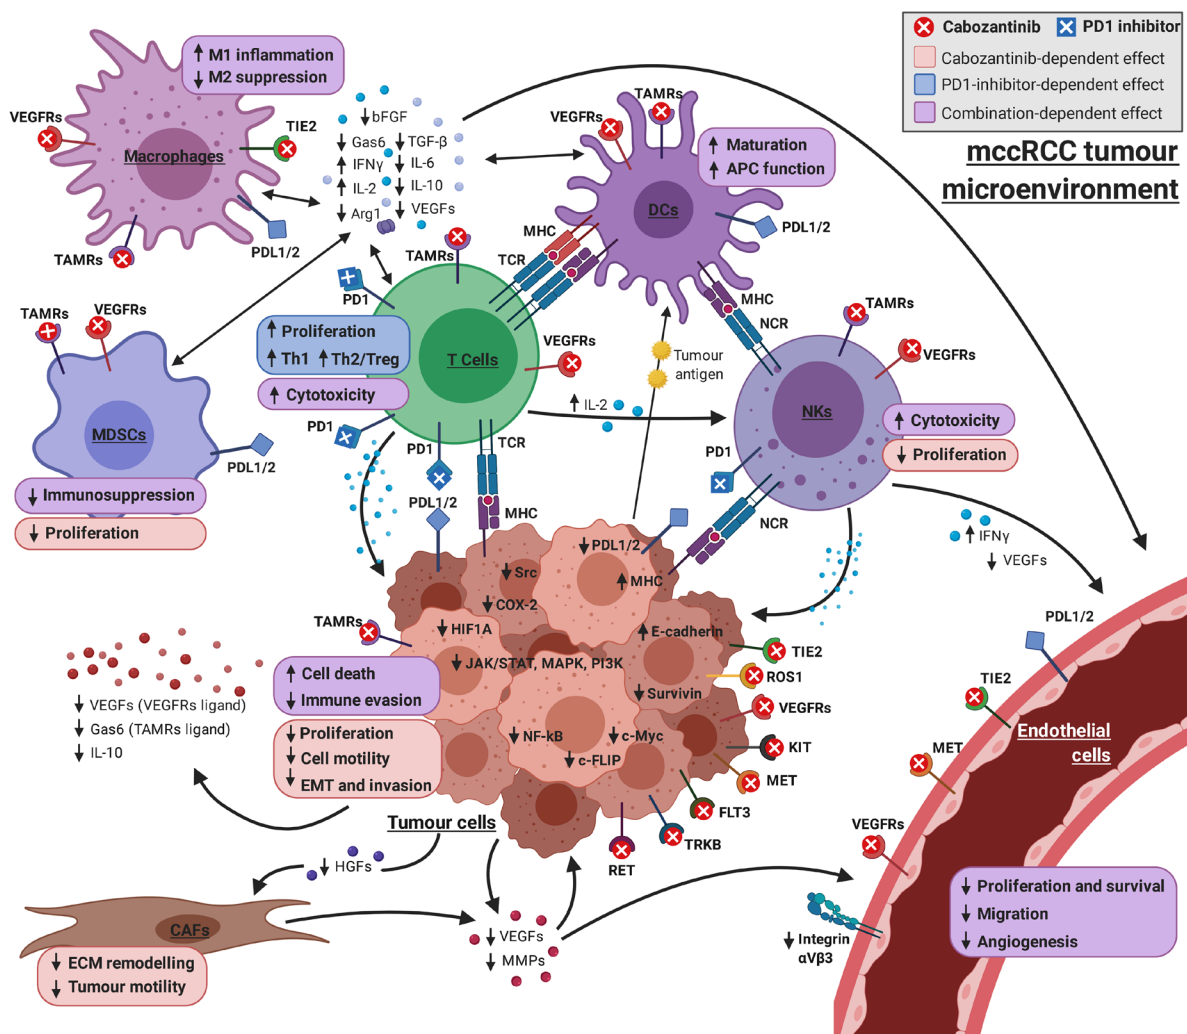 Cabozantinib
PD1 inhibitor
Cabozantinib-dependent effect
PD1-inhibitor-dependent effect
Combination-dependent effect
mccRCC tumour
microenvironment
↑ M1 inflammation
↓ M2 suppression
VEGFRs
TIE2
Macrophages
TAMRs
PDL1/2
↓ bFGF
↓ Gas6 ↓ TGF-β
↑ IFNγ ↓ IL-6
↑ IL-2 ↓ IL-10
↓ Arg1 ↓ VEGFs
TAMRs
VEGFRs
↑ Maturation
↑ APC function
DCs
PDL1/2
MHC
TCR
TAMRs
PD1
↑ Proliferation
↑ Th1 ↑ Th2/Treg
↑ Cytotoxicity
T Cells
VEGFRs
PD1
PD1
TCR
PDL1/2
MHC
TAMRs
VEGFRs
MDSCs
PDL1/2
↓ Immunosuppression
↓ Proliferation
Tumour
antigen
↑ IL-2
MHC
NCR
TAMRs
VEGFRs
NKs
↑ Cytotoxicity
↓ Proliferation
PD1
NCR
↑ IFNγ
↓ VEGFs
↓ PDL1/2
↑ MHC
↓ Src
↓ COX-2
↓ HIF1A
↑ E-cadherin
↓ JAK/STAT, MAPK, PI3K
↓ Survivin
↓ NF-kB
↓ c-Myc
↓ c-FLIP
TAMRs
↑ Cell death
↓ Immune evasion
↓ Proliferation
↓ Cell motility
↓ EMT and invasion
Tumour cells
TIE2
ROS1
VEGFRs
KIT
MET
FLT3
TRKB
RET
↓ VEGFs (VEGFRs ligand)
↓ Gas6 (TAMRs ligand)
↓ IL-10
↓ HGFs
CAFs
↓ ECM remodelling
↓ Tumour motility
↓ VEGFs
↓ MMPs
PDL1/2
TIE2
MET
VEGFRs
Endothelial
cells
↓ Integrin
αVβ3
↓ Proliferation and survival
↓ Migration
↓ Angiogenesis